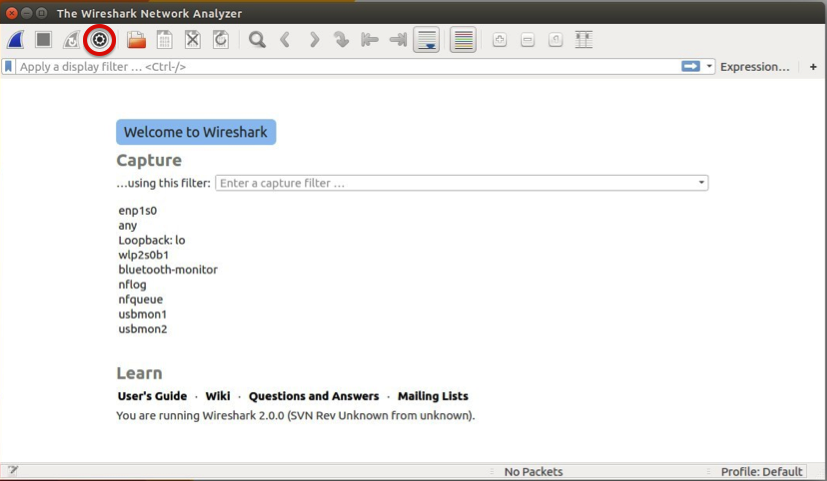 The Wireshark Network Analyzer
Apply a display filter … <Ctrl-/>
Expression… +
Welcome to Wireshark
Capture
…using this filter: Enter a capture filter …
enp1s0
any
Loopback: lo
wlp2s0b1
bluetooth-monitor
nflog
nfqueue
usbmon1
usbmon2
Learn
User's Guide · Wiki · Questions and Answers · Mailing Lists
You are running Wireshark 2.0.0 (SVN Rev Unknown from unknown).
No Packets
Profile: Default